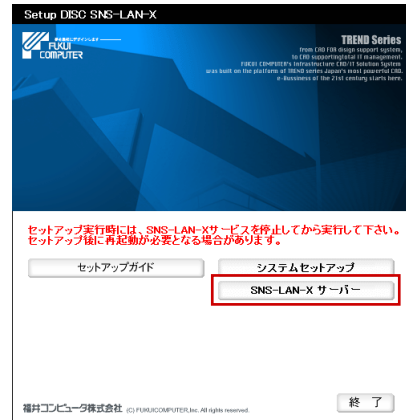 Setup DISC SNS-LAN-X
FUKUI
COMPUTER
TREND Series
from CAD FOR disign support system,
to CAD supportingtotal IT management.
FUKUI COMPUTER's Infrastructure CAD/IT Solution System
was built on the platform of TREND series Japan's most powerful CAD.
e-Bussiness of the 21st century starts here.
セットアップ実行時には、SNS-LAN-Xサービスを停止してから実行して下さい。
セットアップ後に再起動が必要となる場合があります。
セットアップガイド
システムセットアップ
SNS-LAN-X サーバー
福井コンピュータ株式会社 (C) FUKUICOMPUTER,Inc. All rights reserved.
終 了